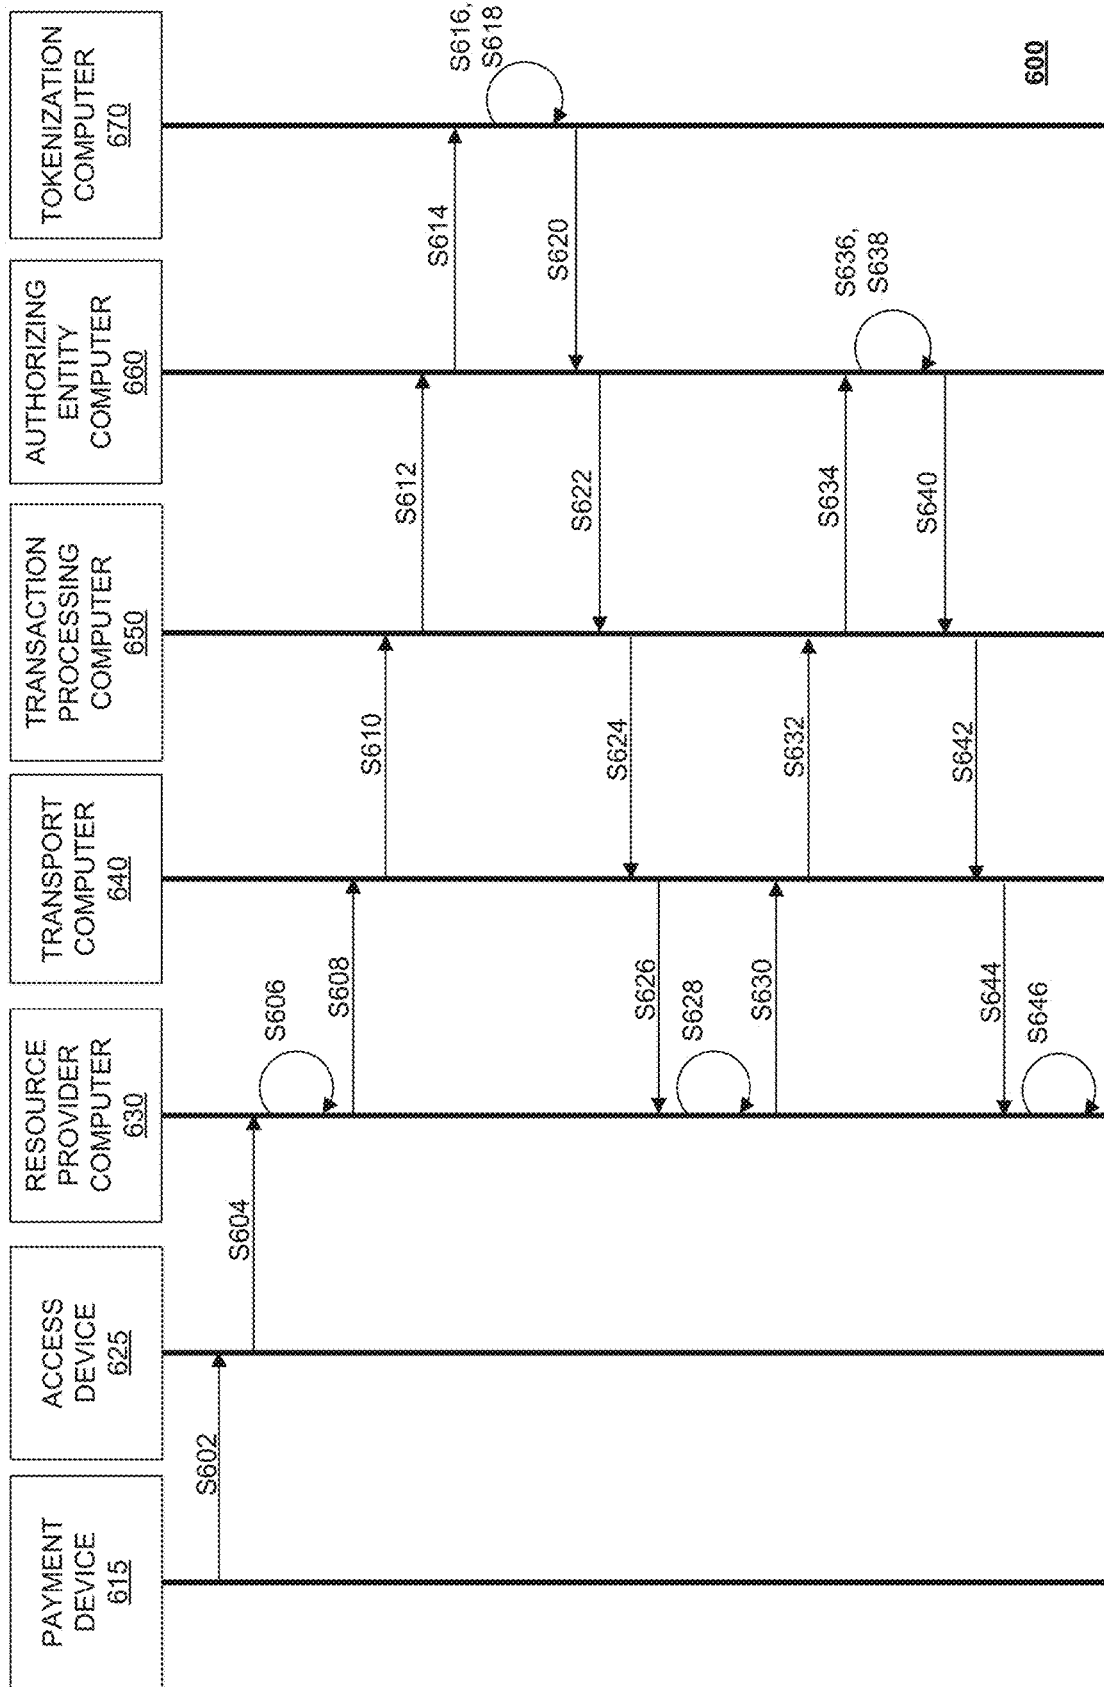 PAYMENT
DEVICE
615
ACCESS
DEVICE
625
RESOURCE
PROVIDER
COMPUTER
630
TRANSPORT
COMPUTER
640
TRANSACTION
PROCESSING
COMPUTER
650
AUTHORIZING
ENTITY
COMPUTER
660
TOKENIZATION
COMPUTER
670
S602
S604
S606
S608
S610
S612
S614
S616,
S618
S620
S622
S624
S626
S628
S630
S632
S634
S636,
S638
S640
S642
S644
S646
600